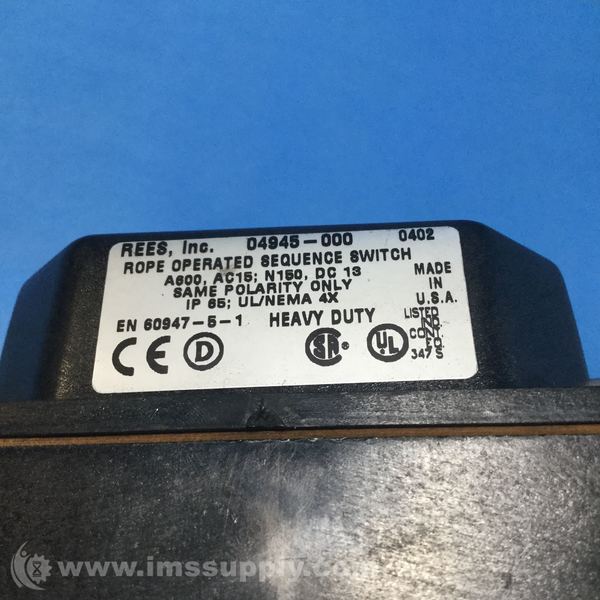 REES, Inc. 04945-000 0402
ROPE OPERATED SEQUENCE SWITCH
A600, AC15; N150, DC 13
SAME POLARITY ONLY
IP 65; UL/NEMA 4X
MADE
IN
U.S.A.
EN 60947-5-1 HEAVY DUTY
CE D SA UL
LISTED
IND.
CONT.
EQ.
347 S
www.imssupply.com